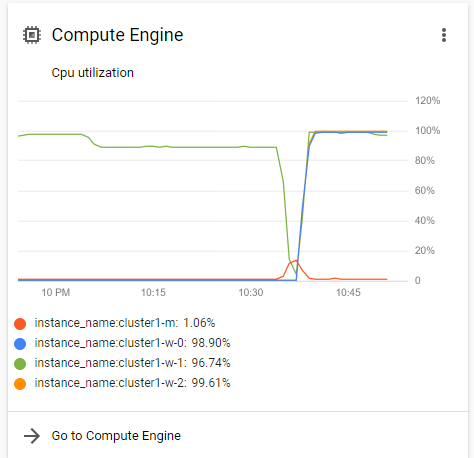 Compute Engine
Cpu utilization
120%
100%
80%
60%
40%
20%
0
10 PM 10:15 10:30 10:45
instance_name:cluster1-m: 1.06%
instance_name:cluster1-w-0: 98.90%
instance_name:cluster1-w-1: 96.74%
instance_name:cluster1-w-2: 99.61%
Go to Compute Engine